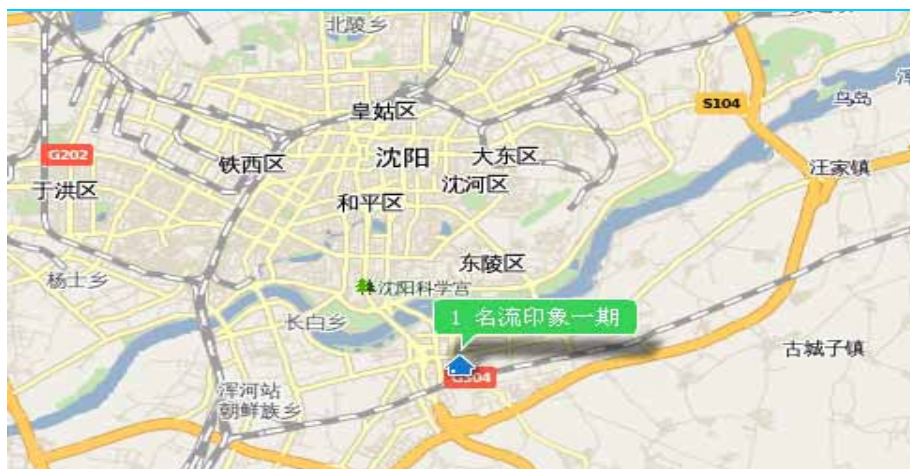 北陵乡
皇姑区
S104
鸟岛
G202
铁西区
沈阳
大东区
汪家镇
于洪区
沈河区
和平区
东陵区
杨士乡
沈阳科学宫
长白乡
1 名流印象一期
古城子镇
G304
浑河站
朝鲜族乡